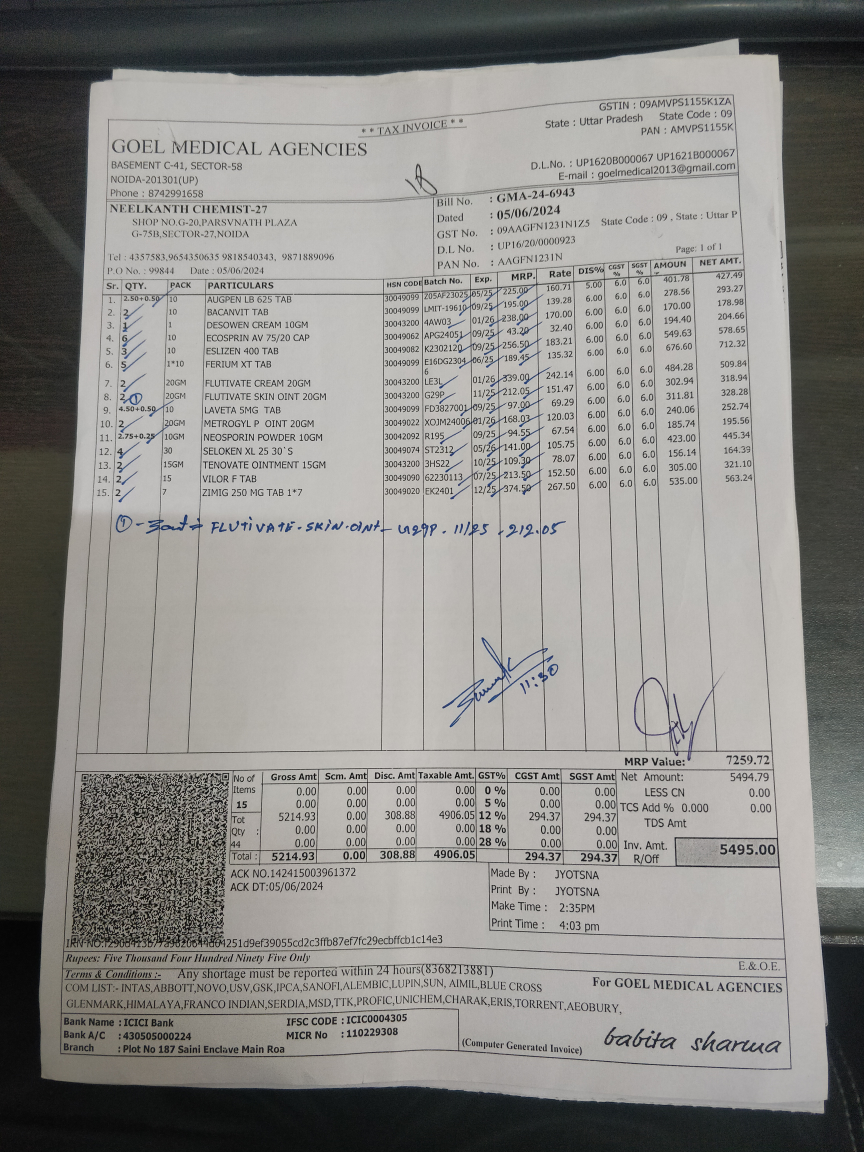 ** TAX INVOICE **
GSTIN : 09AMVPS1155K1ZA
State : Uttar Pradesh State Code : 09
PAN : AMVPS1155K
GOEL MEDICAL AGENCIES
BASEMENT C-41, SECTOR-58
NOIDA-201301(UP)
Phone : 8742991658
D.L.No. : UP1620B000067 UP1621B000067
E-mail : goelmedical2013@gmail.com
NEELKANTH CHEMIST-27
SHOP NO.G-20,PARSVNATH PLAZA
G-75B,SECTOR-27,NOIDA
Tel : 4357583,9654350635 9818540343, 9871889096
P.O No. : 99844 Date : 05/06/2024
Bill No. : GMA-24-6943
Dated : 05/06/2024
GST No. : 09AAGFN1231N1Z5 State Code : 09 , State : Uttar P
D.L No. : UP16/20/0000923
PAN No. : AAGFN1231N
Page: 1 of 1
Sr. QTY. PACK PARTICULARS HSN CODE Batch No. Exp. MRP. Rate DIS% CGST % SGST % AMOUN NET AMT.
1. 2.50+0.50 10 AUGPEN LB 625 TAB 30049099 205AF23025 05/25 225.00 160.71 5.00 6.0 6.0 401.78 427.49
2. 2 10 BACANVIT TAB 30049099 LMIT-19610 09/25 195.00 139.28 6.00 6.0 6.0 278.56 293.27
3. 1 1 DESOWEN CREAM 10GM 30043200 4AW03 01/26 238.00 170.00 6.00 6.0 6.0 170.00 178.98
4. 6 10 ECOSPRIN AV 75/20 CAP 30049062 APG24051 09/25 43.20 32.40 6.00 6.0 6.0 194.40 204.66
5. 3 10 ESLIZEN 400 TAB 30049082 K2302120 09/25 256.50 183.21 6.00 6.0 6.0 549.63 578.65
6. 5 1*10 FERIUM XT TAB 30049099 E16DG2304 06/25 189.45 135.32 6.00 6.0 6.0 676.60 712.32
6
7. 2 20GM FLUTIVATE CREAM 20GM 30043200 LE3L 01/26 339.00 242.14 6.00 6.0 6.0 484.28 509.84
8. 2 ① 20GM FLUTIVATE SKIN OINT 20GM 30043200 G29P 11/25 212.05 151.47 6.00 6.0 6.0 302.94 318.94
9. 4.50+0.50 10 LAVETA 5MG TAB 30049099 FD3827001 09/25 97.00 69.29 6.00 6.0 6.0 311.81 328.28
10. 2 20GM METROGYL P OINT 20GM 30049022 XOJM24006 01/26 168.03 120.03 6.00 6.0 6.0 240.06 252.74
11. 2.75+0.25 10GM NEOSPORIN POWDER 10GM 30042092 R195 09/25 94.55 67.54 6.00 6.0 6.0 185.74 195.56
12. 4 30 SELOKEN XL 25 30`S 30049074 ST2312 05/26 141.00 105.75 6.00 6.0 6.0 423.00 445.34
13. 2 15GM TENOVATE OINTMENT 15GM 30043200 3HS22 10/25 109.30 78.07 6.00 6.0 6.0 156.14 164.39
14. 2 15 VILOR F TAB 30049090 62230113 07/25 213.50 152.50 6.00 6.0 6.0 305.00 321.10
15. 2 7 ZIMIG 250 MG TAB 1*7 30049020 EK2401 12/25 374.50 267.50 6.00 6.0 6.0 535.00 563.24
① - FLUTIVATE-SKIN-OINT- 11/25 - 212.05
11:30
MRP Value: 7259.72
No of Items 15 Tot Qty : 44
Gross Amt Scm. Amt Disc. Amt Taxable Amt. GST% CGST Amt SGST Amt
0.00 0.00 0.00 0.00 0 % 0.00 0.00
0.00 0.00 0.00 0.00 5 % 0.00 0.00
5214.93 0.00 308.88 4906.05 12 % 294.37 294.37
0.00 0.00 0.00 0.00 18 % 0.00 0.00
0.00 0.00 0.00 0.00 28 % 0.00 0.00
Total : 5214.93 0.00 308.88 4906.05 294.37 294.37
Net Amount: 5494.79
LESS CN 0.00
TCS Add % 0.000 0.00
TDS Amt
Inv. Amt. 5495.00
R/Off
ACK NO.142415003961372
ACK DT:05/06/2024
Made By : JYOTSNA
Print By : JYOTSNA
Make Time : 2:35PM
Print Time : 4:03 pm
Rupees: Five Thousand Four Hundred Ninety Five Only
E.&.O.E.
Terms & Conditions :- Any shortage must be reported within 24 hours(8368213881)
COM LIST:- INTAS,ABBOTT,NOVO,USV,GSK,IPCA,SANOFI,ALEMBIC,LUPIN,SUN, AIMIL,BLUE CROSS
GLENMARK,HIMALAYA,FRANCO INDIAN,SERDIA,MSD,TTK,PROFIC,UNICHEM,CHARAK,ERIS,TORRENT,AEOBURY,
For GOEL MEDICAL AGENCIES
Bank Name : ICICI Bank IFSC CODE : ICIC0004305
Bank A/C : 430505000224 MICR No : 110229308
Branch : Plot No 187 Saini Enclave Main Roa
(Computer Generated Invoice)
babita sharma